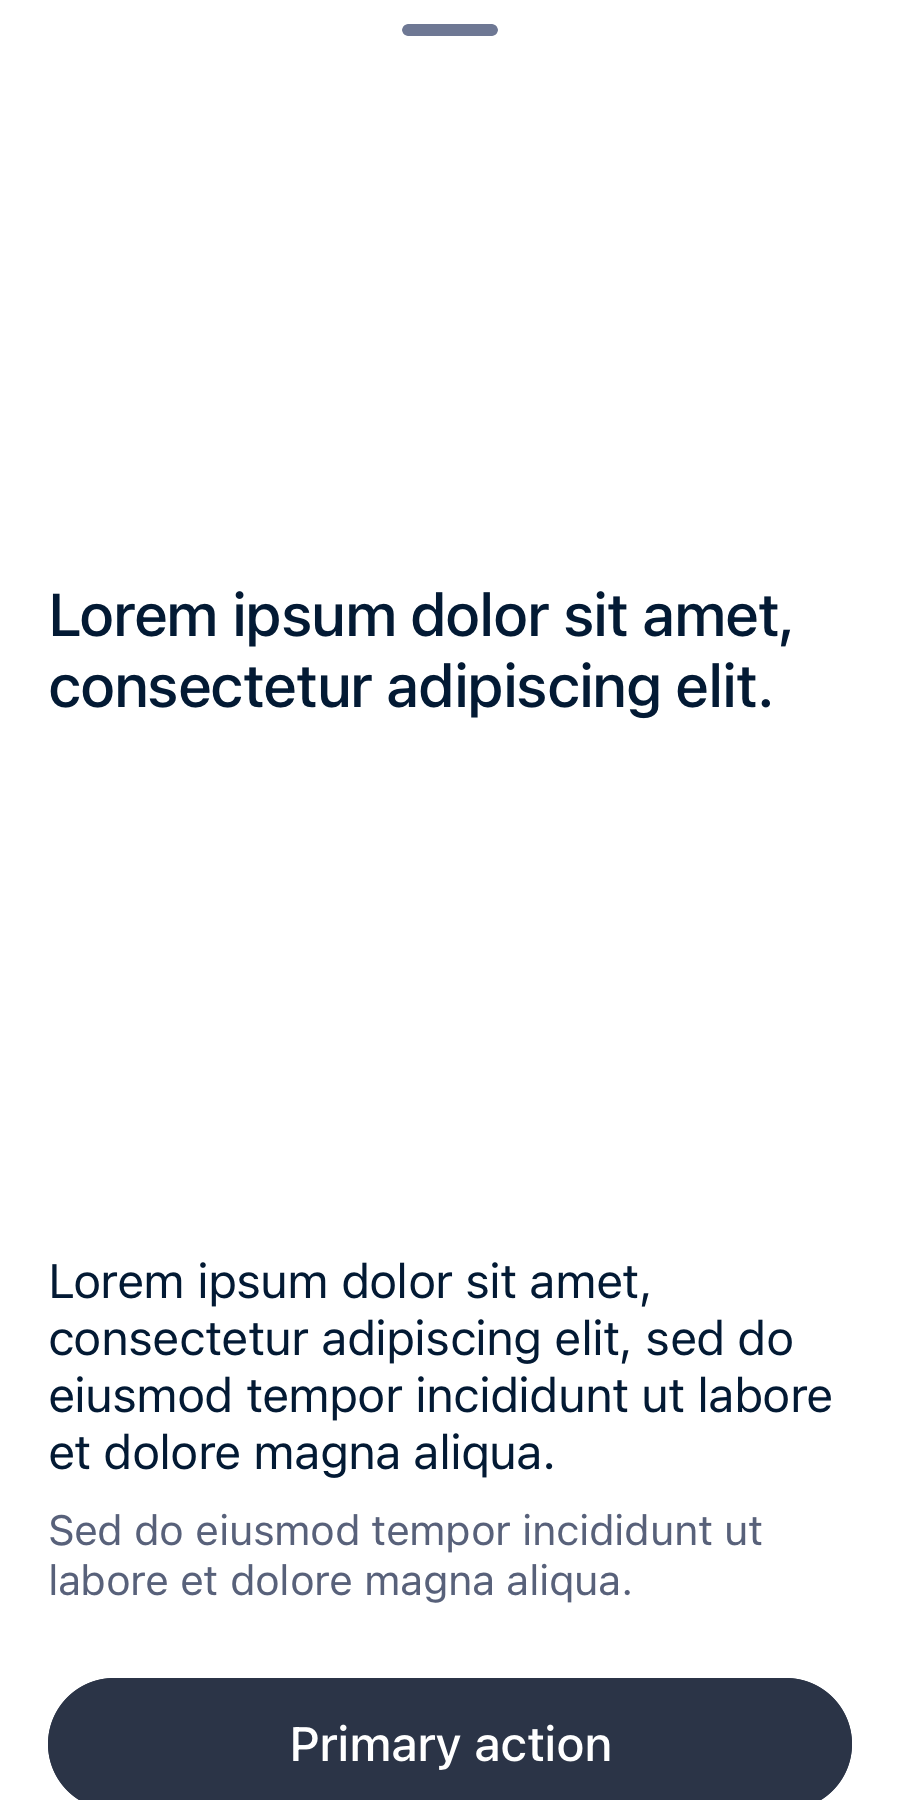 Lorem ipsum dolor sit amet,
consectetur adipiscing elit.
Lorem ipsum dolor sit amet,
consectetur adipiscing elit, sed do
eiusmod tempor incididunt ut labore
et dolore magna aliqua.
Sed do eiusmod tempor incididunt ut
labore et dolore magna aliqua.
Primary action